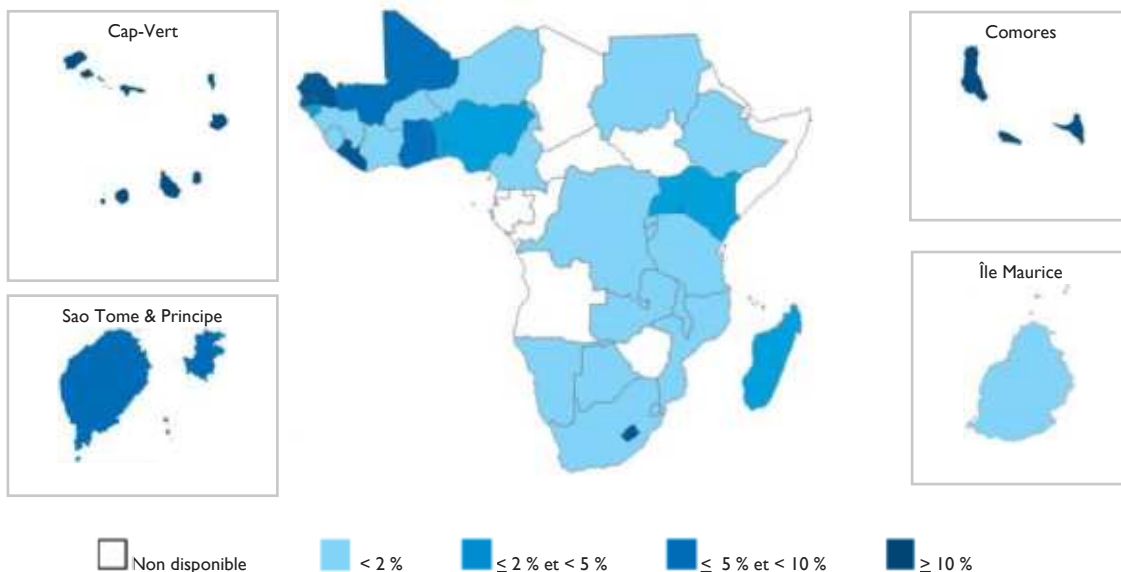 Cap-Vert
Comores
Sao Tome & Principe
Île Maurice
Non disponible
< 2 %
≤ 2 % et < 5 %
≤ 5 % et < 10 %
≥ 10 %